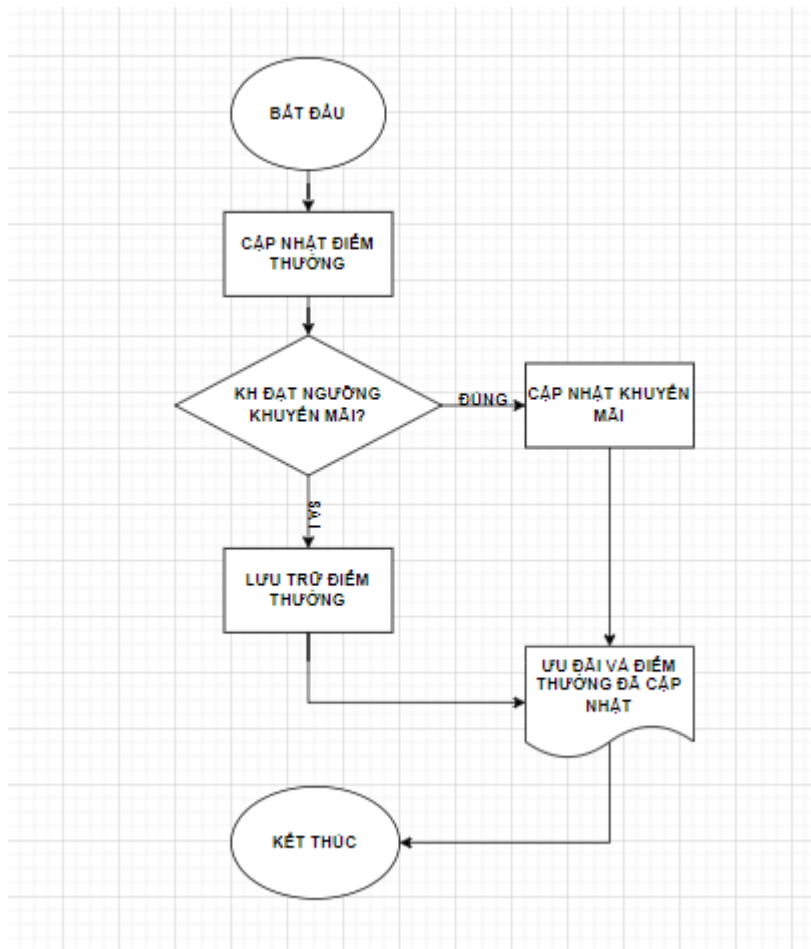 BẮT ĐẦU
CẬP NHẬT ĐIỂM
THƯỞNG
KH ĐẠT NGƯỠNG
KHUYẾN MÃI?
ĐÚNG
CẬP NHẬT KHUYẾN
MÃI
SAI
LƯU TRỮ ĐIỂM
THƯỞNG
ƯU ĐÃI VÀ ĐIỂM
THƯỞNG ĐÃ CẬP
NHẬT
KẾT THÚC